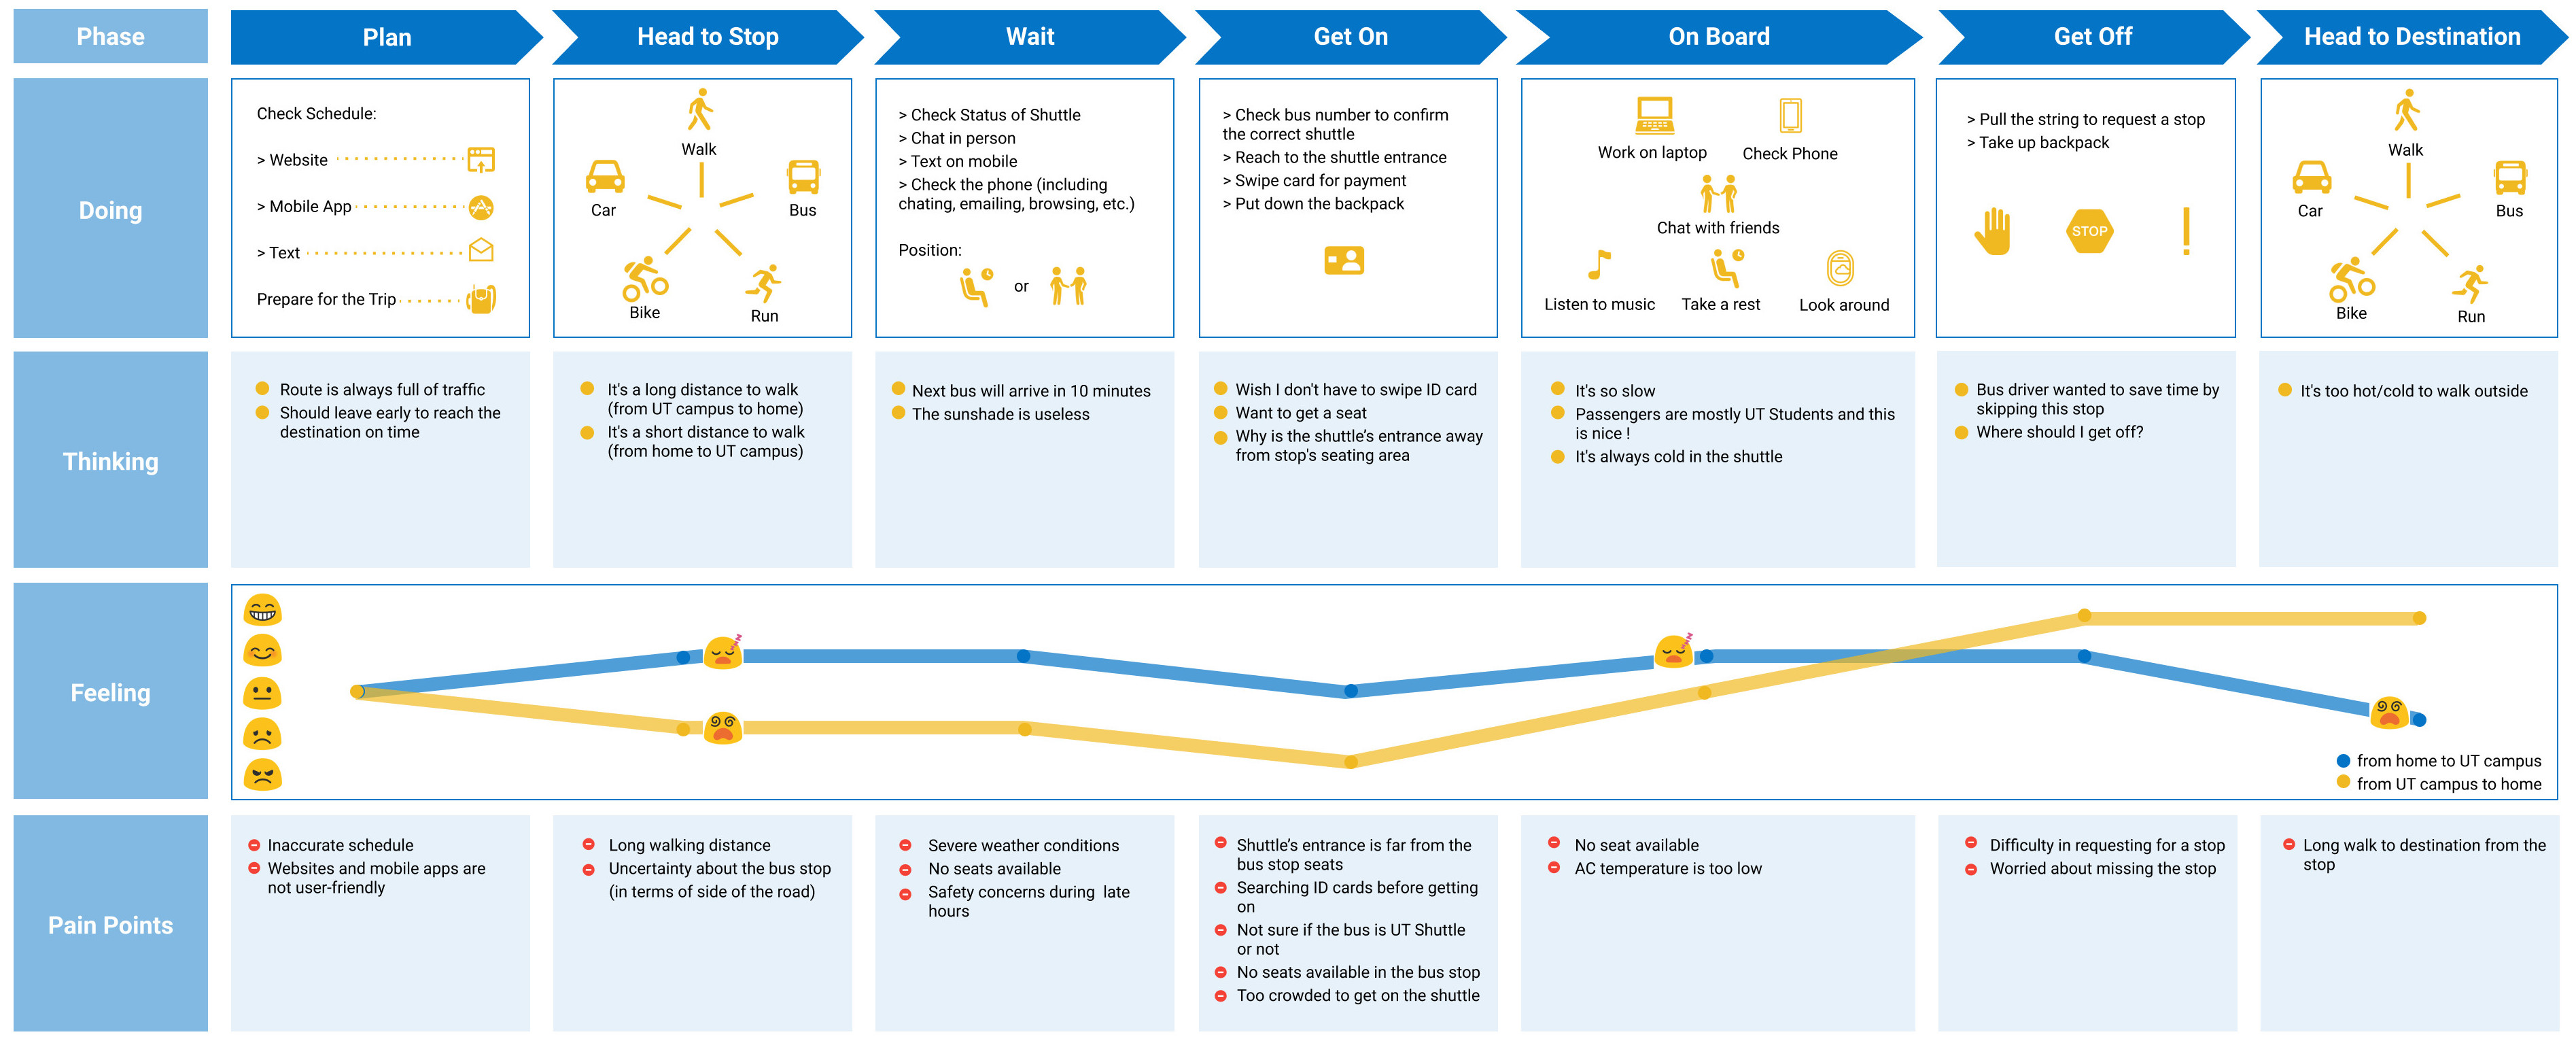 Phase
Plan
Head to Stop
Wait
Get On
On Board
Get Off
Head to Destination
Doing
Check Schedule:
> Website
> Mobile App
> Text
Prepare for the Trip
Walk
Car
Bus
Bike
Run
> Check Status of Shuttle
> Chat in person
> Text on mobile
> Check the phone (including
chating, emailing, browsing, etc.)
Position:
or
> Check bus number to confirm
the correct shuttle
> Reach to the shuttle entrance
> Swipe card for payment
> Put down the backpack
Work on laptop
Check Phone
Chat with friends
Listen to music
Take a rest
Look around
> Pull the string to request a stop
> Take up backpack
STOP
Walk
Car
Bus
Bike
Run
Thinking
Route is always full of traffic
Should leave early to reach the
destination on time
It's a long distance to walk
(from UT campus to home)
It's a short distance to walk
(from home to UT campus)
Next bus will arrive in 10 minutes
The sunshade is useless
Wish I don't have to swipe ID card
Want to get a seat
Why is the shuttle’s entrance away
from stop's seating area
It's so slow
Passengers are mostly UT Students and this
is nice !
It's always cold in the shuttle
Bus driver wanted to save time by
skipping this stop
Where should I get off?
It's too hot/cold to walk outside
Feeling
from home to UT campus
from UT campus to home
Pain Points
Inaccurate schedule
Websites and mobile apps are
not user-friendly
Long walking distance
Uncertainty about the bus stop
(in terms of side of the road)
Severe weather conditions
No seats available
Safety concerns during late
hours
Shuttle’s entrance is far from the
bus stop seats
Searching ID cards before getting
on
Not sure if the bus is UT Shuttle
or not
No seats available in the bus stop
Too crowded to get on the shuttle
No seat available
AC temperature is too low
Difficulty in requesting for a stop
Worried about missing the stop
Long walk to destination from the
stop